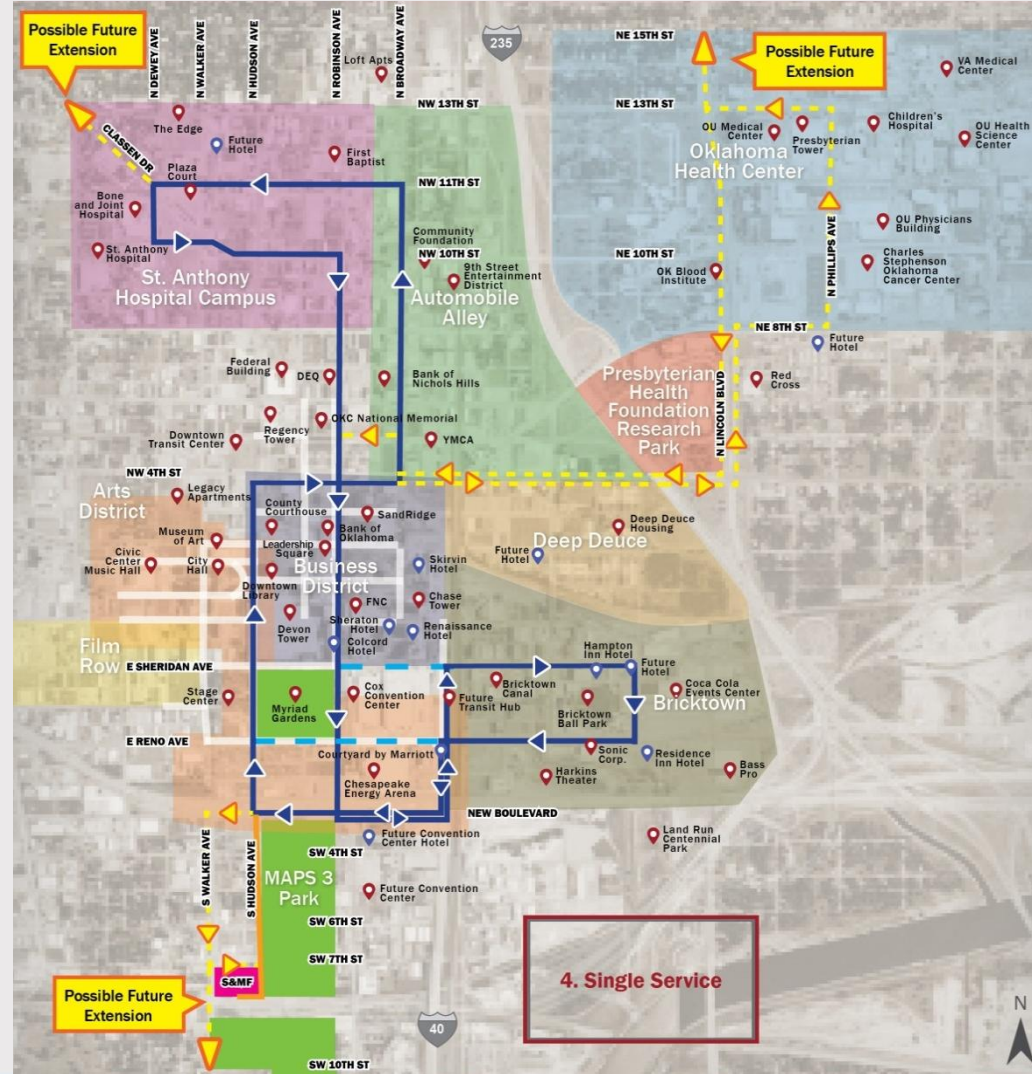 Possible Future
Extension
N DEWEY AVE
N WALKER AVE
N HUDSON AVE
N ROBINSON AVE
N BROADWAY AVE
235
NE 15TH ST
Possible Future
Extension
VA Medical
Center
Loft Apts
NW 13TH ST
NE 13TH ST
The Edge
Future
Hotel
First
Baptist
CLASSEN DR
OU Medical
Center
Presbyterian
Tower
Children's
Hospital
OU Health
Science
Center
Oklahoma
Health Center
Plaza
Court
NW 11TH ST
Bone
and Joint
Hospital
St. Anthony
Hospital
St. Anthony
Hospital Campus
Community
Foundation
NW 10TH ST
9th Street
Entertainment
District
Automobile
Alley
NE 10TH ST
OK Blood
Institute
N PHILLIPS AVE
OU Physicians
Building
Charles
Stephenson
Oklahoma
Cancer Center
NE 8TH ST
Future
Hotel
Federal
Building
DEQ
Bank of
Nichols Hills
Presbyterian
Health
Foundation
Research
Park
N LINCOLN BLVD
Red
Cross
Regency
Tower
OKC National Memorial
Downtown
Transit Center
YMCA
NW 4TH ST
Arts
District
Legacy
Apartments
County
Courthouse
SandRidge
Bank of
Oklahoma
Museum
of Art
Leadership
Square
Business
District
Deep Deuce
Housing
Deep Deuce
Future
Hotel
Civic
Center
Music Hall
City
Hall
Downtown
Library
Skirvin
Hotel
Devon
Tower
FNC
Chase
Tower
Sheraton
Hotel
Renaissance
Hotel
Colcord
Hotel
Film
Row
E SHERIDAN AVE
Hampton
Inn Hotel
Future
Hotel
Stage
Center
Myriad
Gardens
Cox
Convention
Center
Future
Transit Hub
Bricktown
Canal
Bricktown
Ball Park
Coca Cola
Events Center
Bricktown
E RENO AVE
Courtyard by Marriott
Chesapeake
Energy Arena
Sonic
Corp.
Harkins
Theater
Residence
Inn Hotel
Bass
Pro
NEW BOULEVARD
Future Convention
Center Hotel
Land Run
Centennial
Park
S WALKER AVE
S HUDSON AVE
SW 4TH ST
MAPS 3
Park
Future Convention
Center
SW 6TH ST
SW 7TH ST
S&MF
Possible Future
Extension
4. Single Service
40
N
SW 10TH ST